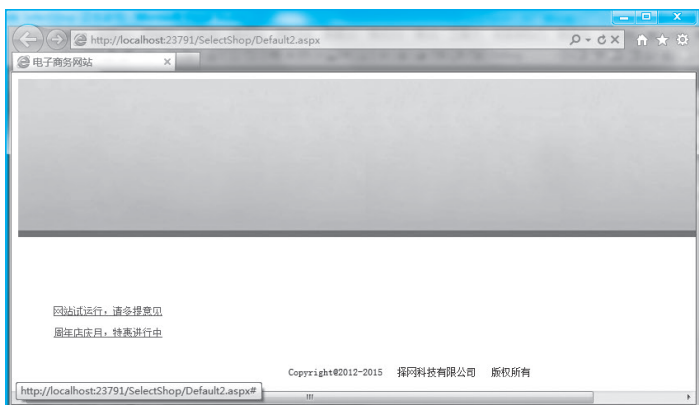 http://localhost:23791/SelectShop/Default2.aspx
电子商务网站
网站试运行，请多提意见
周年店庆月，特惠进行中
Copyright@2012-2015 择网科技有限公司 版权所有
http://localhost:23791/SelectShop/Default2.aspx#